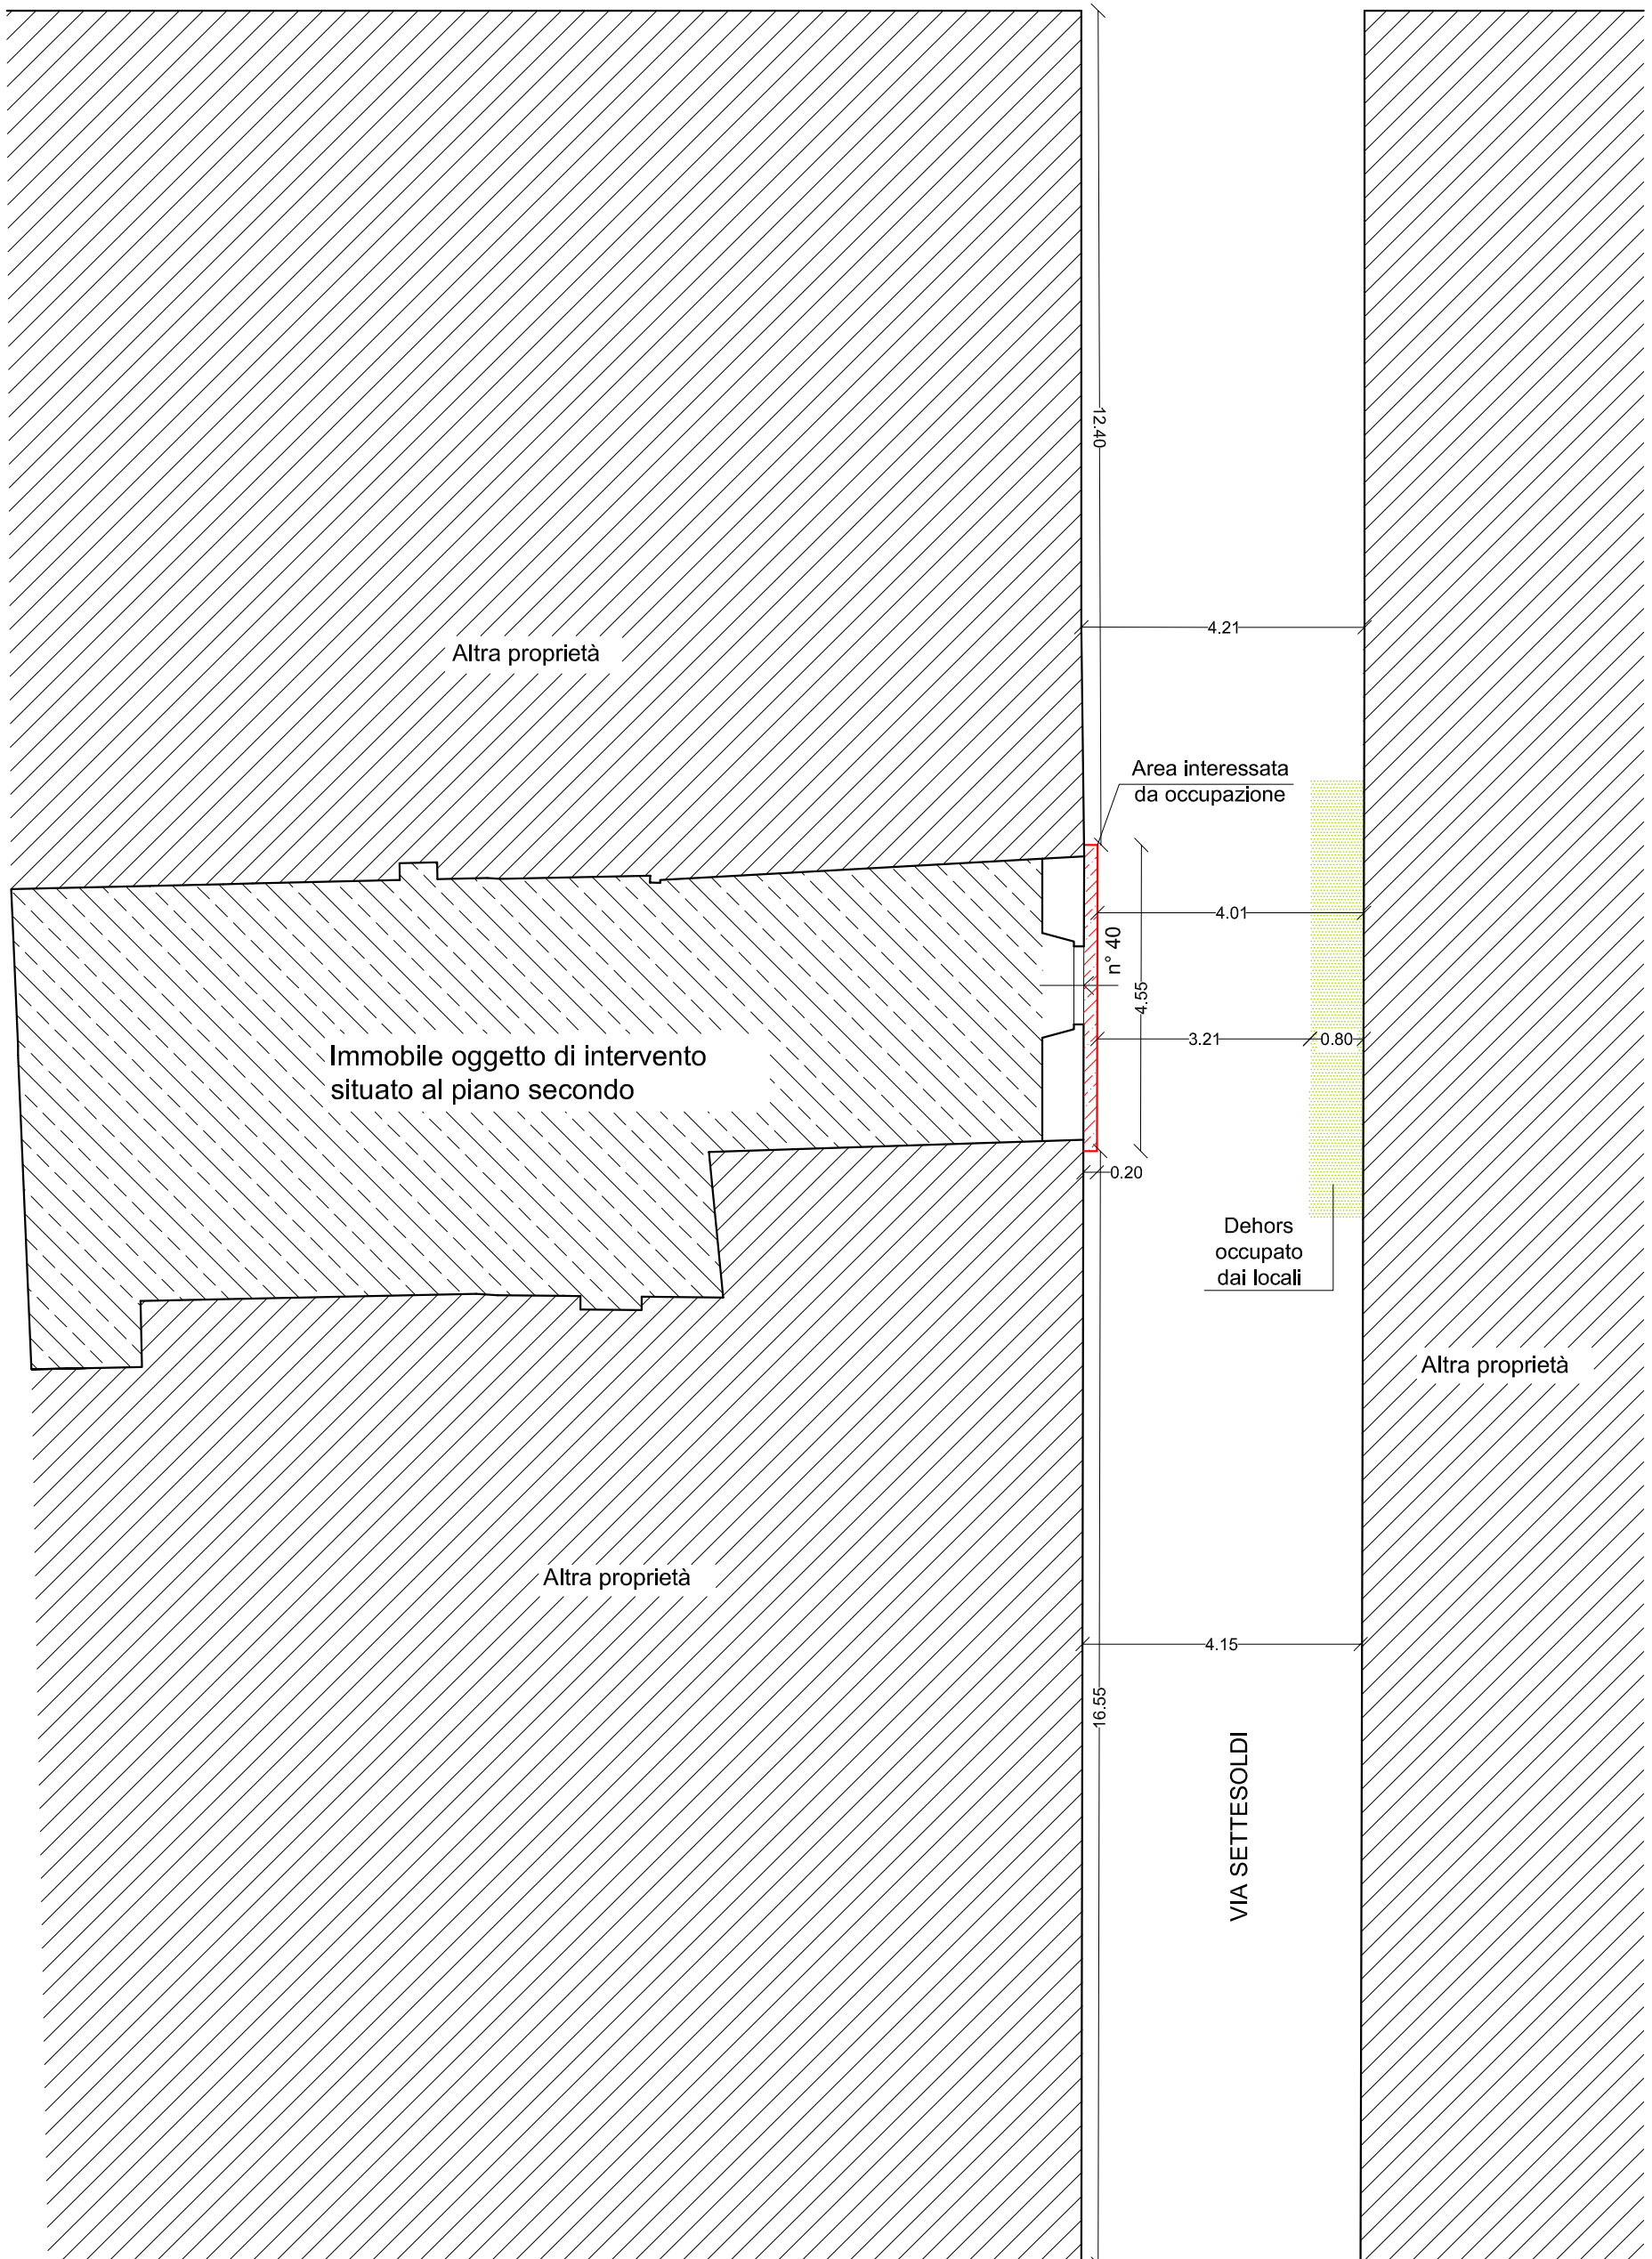 12.40
Altra proprietà
4.21
Area interessata
da occupazione
4.01
n° 40
4.55
3.21
0.80
Immobile oggetto di intervento
situato al piano secondo
0.20
Dehors
occupato
dai locali
Altra proprietà
Altra proprietà
4.15
16.55
VIA SETTESOLDI